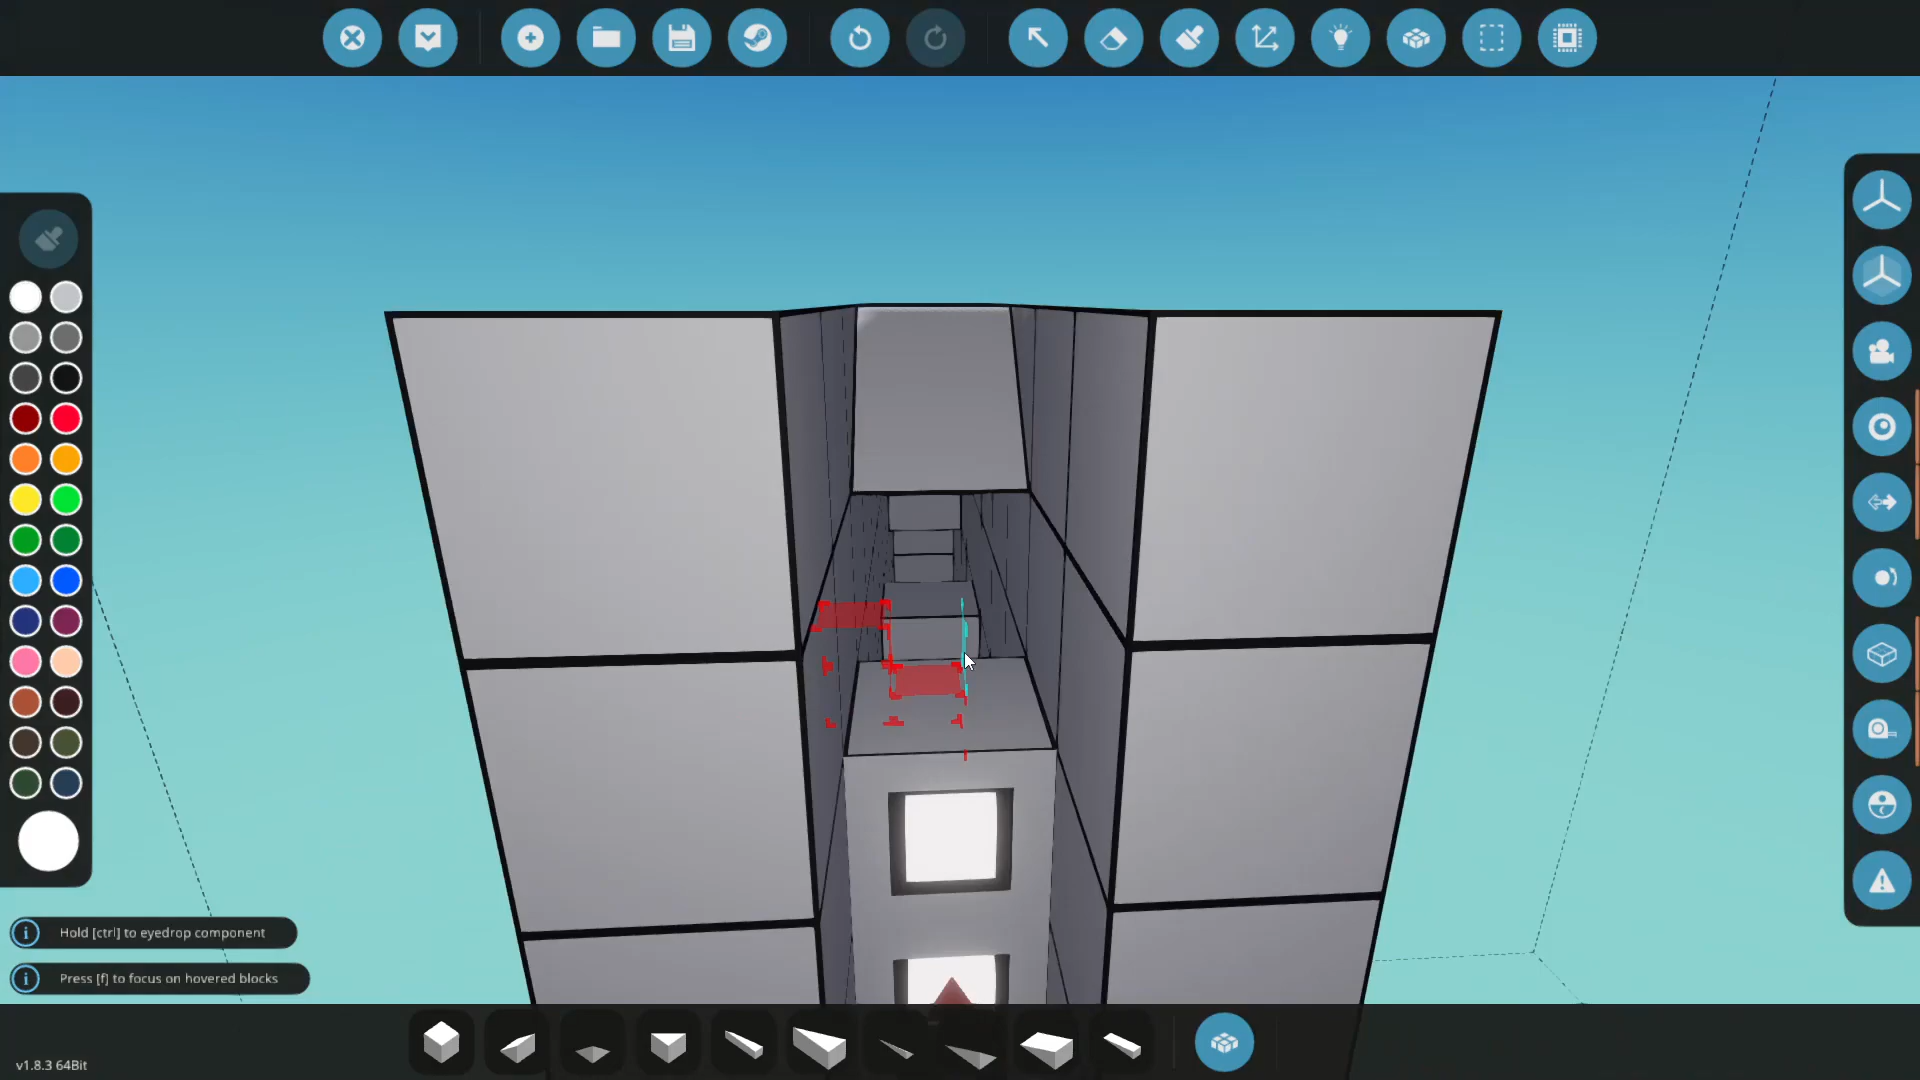 Hold [ctrl] to eyedrop component
Press [f] to focus on hovered blocks
v1.8.3 64Bit